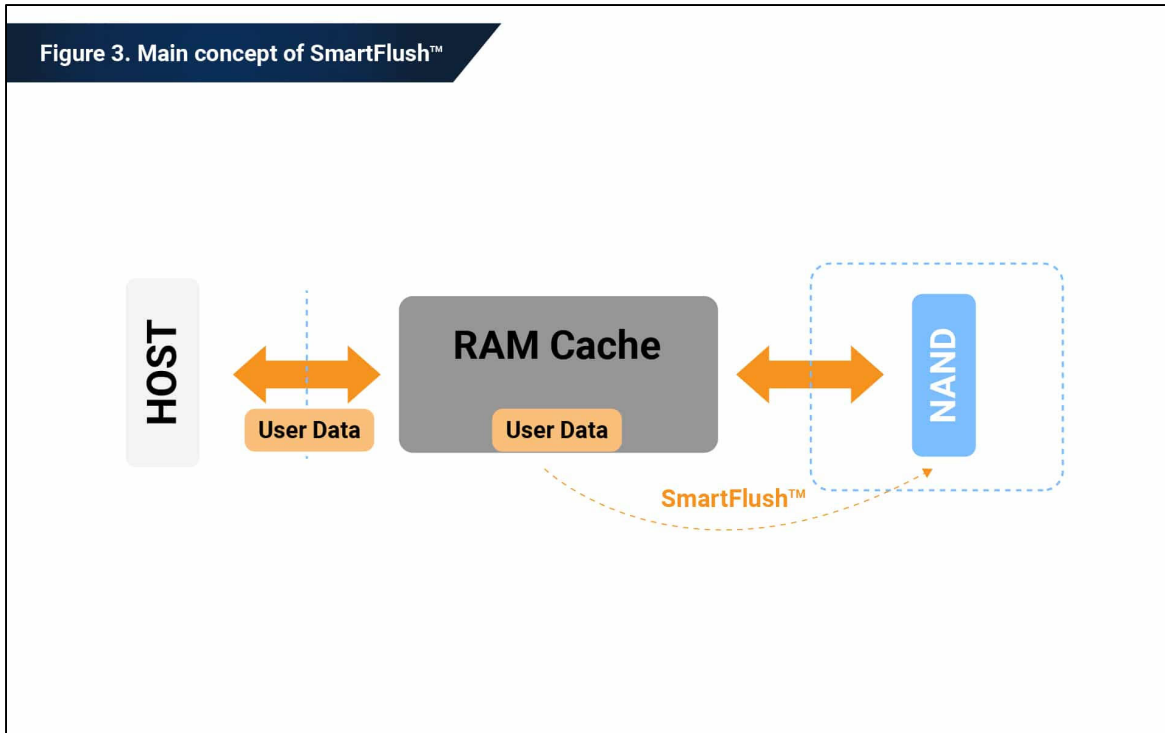 Figure 3. Main concept of SmartFlush™
HOST
User Data
RAM Cache
User Data
NAND
SmartFlush™